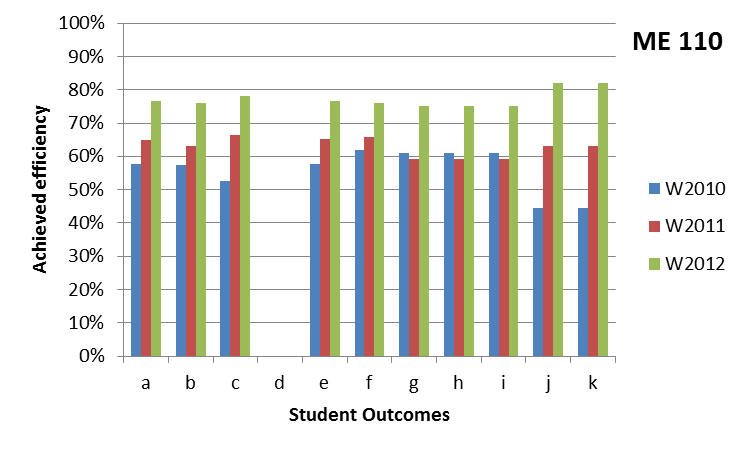 ME 110
100%
90%
80%
70%
60%
50%
40%
30%
20%
10%
0%
Achieved efficiency
a b c d e f g h i j k
Student Outcomes
W2010
W2011
W2012